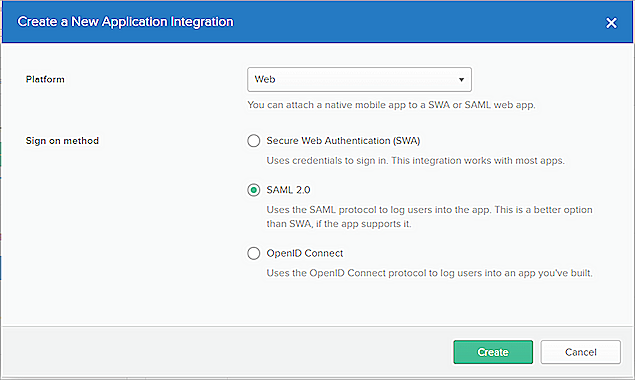 Create a New Application Integration
Platform
Web
You can attach a native mobile app to a SWA or SAML web app.
Sign on method
Secure Web Authentication (SWA)
Uses credentials to sign in. This integration works with most apps.
SAML 2.0
Uses the SAML protocol to log users into the app. This is a better option
than SWA, if the app supports it.
OpenID Connect
Uses the OpenID Connect protocol to log users into an app you've built.
Create
Cancel